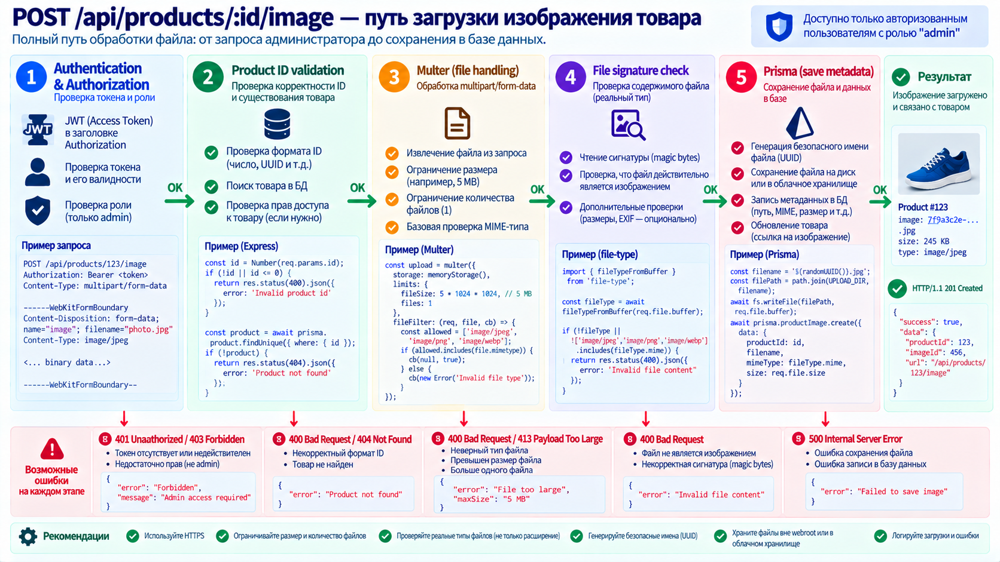 POST /api/products/:id/image — путь загрузки изображения товара
Полный путь обработки файла: от запроса администратора до сохранения в базе данных.
Доступно только авторизованным
пользователям с ролью "admin"
1
Authentication
& Authorization
Проверка токена и роли
JWT
JWT (Access Token)
в заголовке
Authorization
Проверка токена
и его валидности
Проверка роли
(только admin)
OK
Пример запроса
POST /api/products/123/image
Authorization: Bearer <token>
Content-Type: multipart/form-data
------WebKitFormBoundary
Content-Disposition: form-data;
name="image"; filename="photo.jpg"
Content-Type: image/jpeg
<... binary data...>
------WebKitFormBoundary--
2
Product ID validation
Проверка корректности ID
и существования товара
Проверка формата ID
(число, UUID и т.д.)
Поиск товара в БД
Проверка прав доступа
к товару (если нужно)
OK
Пример (Express)
const id = Number(req.params.id);
if (!id || id <= 0) {
return res.status(400).json({
error: 'Invalid product id'
});
}
const product = await prisma.
product.findUnique({ where: { id });
if (!product) {
return res.status(404).json({
error: 'Product not found'
});
}
3
Multer (file handling)
Обработка multipart/form-data
Извлечение файла из запроса
Ограничение размера
(например, 5 MB)
Ограничение количества
файлов (1)
Базовая проверка MIME-типа
OK
Пример (Multer)
const upload = multer({
storage: memoryStorage(),
limits: {
fileSize: 5 * 1024 * 1024, // 5 MB
files: 1
},
fileFilter: (req, file, cb) => {
const allowed = ['image/jpeg',
'image/png', 'image/webp'];
if (allowed.includes(file.mimetype)) {
cb(null, true);
} else {
cb(new Error('Invalid file type'));
}
});
4
File signature check
Проверка содержимого файла
(реальный тип)
Чтение сигнатуры (magic bytes)
Проверка, что файл действительно
является изображением
Дополнительные проверки
(размеры, EXIF — опционально)
OK
Пример (file-type)
import { fileTypeFromBuffer }
from 'file-type';
const fileType = await
fileTypeFromBuffer(req.file.buffer);
if (!fileType ||
!['image/jpeg','image/png','image/webp']
.includes(fileType.mime)) {
return res.status(400).json({
error: 'Invalid file content"
});
}
5
Prisma (save metadata)
Сохранение файла и данных
в базе
Генерация безопасного имени
файла (UUID)
Сохранение файла на диск
или в облачное хранилище
Запись метаданных в БД
(путь, MIME, размер и т.д.)
Обновление товара
(ссылка на изображение)
OK
Пример (Prisma)
const filename = '$(randomUUID()}.jpg';
const filePath = path.join(UPLOAD_DIR,
filename);
await fs.writeFile(filePath,
req.file.buffer);
await prisma.productImage.create({
data: {
productId: id,
filename,
mimeType: fileType.mime,
size: req.file.size
}
});
Результат
Изображение загружено
и связано с товаром
Product #123
image: 7f9a3c2e-...
.jpg
size: 245 KB
type: image/jpeg
HTTP/1.1 201 Created
{
"success": true,
"data": {
"productId": 123,
"imageId": 456,
"url": "/api/products/
123/image"
}
}
Возможные
ошибки
на каждом этапе
401 Unaathorized / 403 Forbidden
• Токен отсутствует или недействителен
• Недостаточно прав (не admin)
{
"error": "Forbidden",
"message": "Admin access required"
}
400 Bad Request / 404 Not Found
• Некорректный формат ID
• Товар не найден
{
"error": "Product not found"
}
400 Bad Request / 413 Payload Too Large
• Неверный тип файла
• Превышен размер файла
• Больше одного файла
{
"error": "File too large",
"maxSize": "5 MB"
}
400 Bad Request
• Файл не является изображением
• Некорректная сигнатура (magic bytes)
{
"error": "Invalid file content"
}
500 Internal Server Error
• Ошибка сохранения файла
• Ошибка записи в базу данных
{
"error": "Failed to save image"
}
Рекомендации
Используйте HTTPS
Ограничивайте размер и количество файлов
Проверяйте реальные типы файлов (не только расширение)
Генерируйте безопасные имена (UUID)
Храните файлы вне webroot или в
облачном хранилище
Логируйте загрузки и ошибки